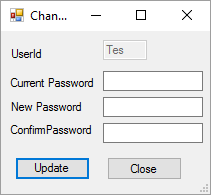 Chan...
UserId Tes
Current Password
New Password
ConfirmPassword
Update Close